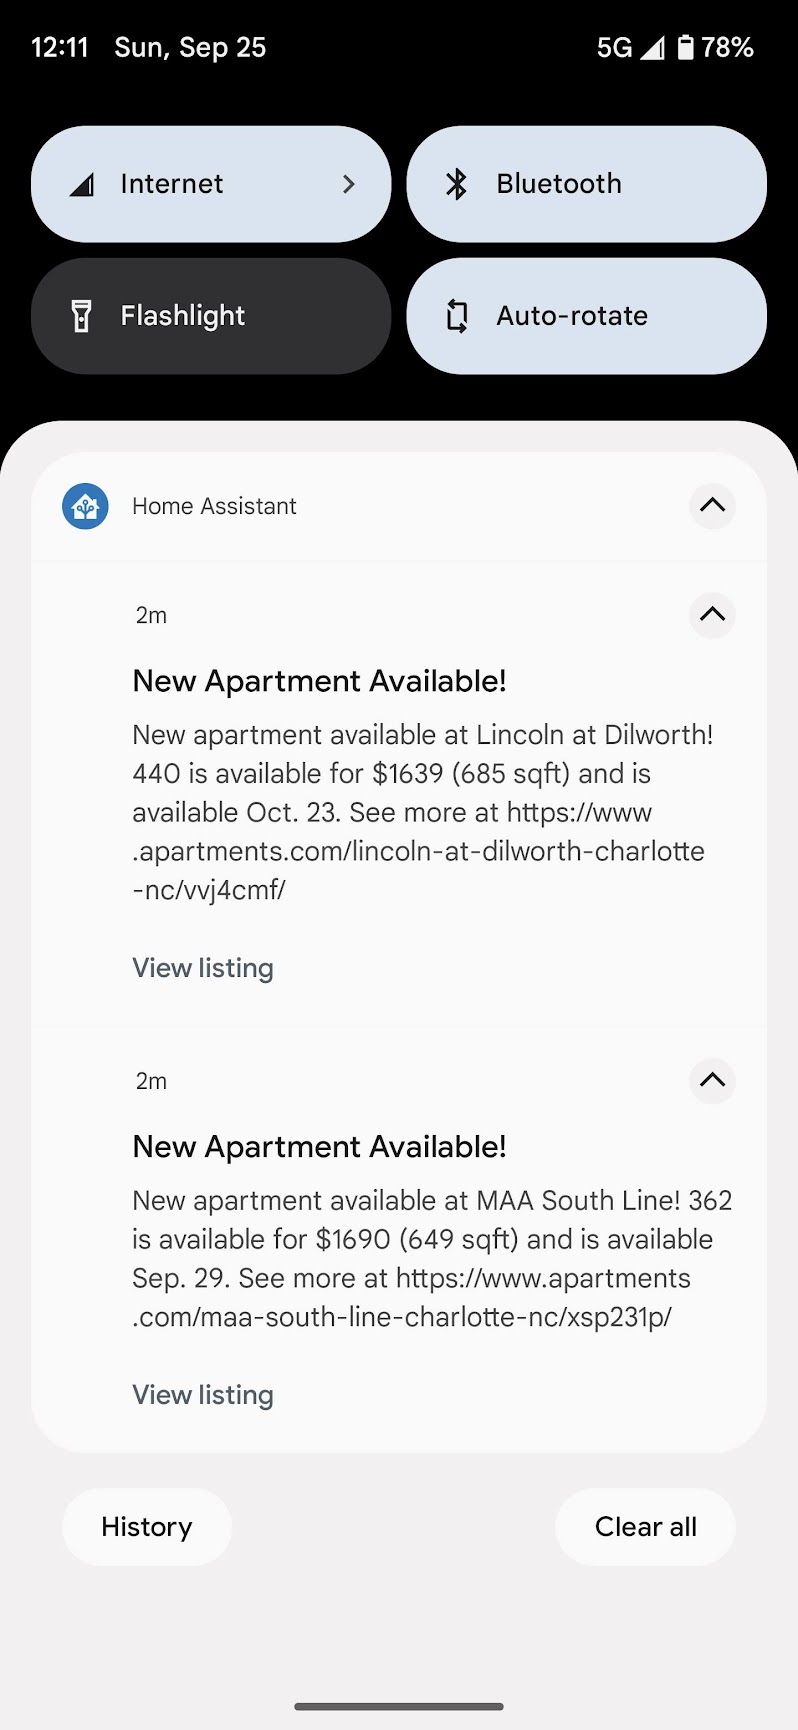 12:11 Sun, Sep 25 5G 78%
Internet
Bluetooth
Flashlight
Auto-rotate
Home Assistant
2m
New Apartment Available!
New apartment available at Lincoln at Dilworth!
440 is available for $1639 (685 sqft) and is
available Oct. 23. See more at https://www
.apartments.com/lincoln-at-dilworth-charlotte
-nc/vvj4cmf/
View listing
2m
New Apartment Available!
New apartment available at MAA South Line! 362
is available for $1690 (649 sqft) and is available
Sep. 29. See more at https://www.apartments
.com/maa-south-line-charlotte-nc/xsp231p/
View listing
History
Clear all